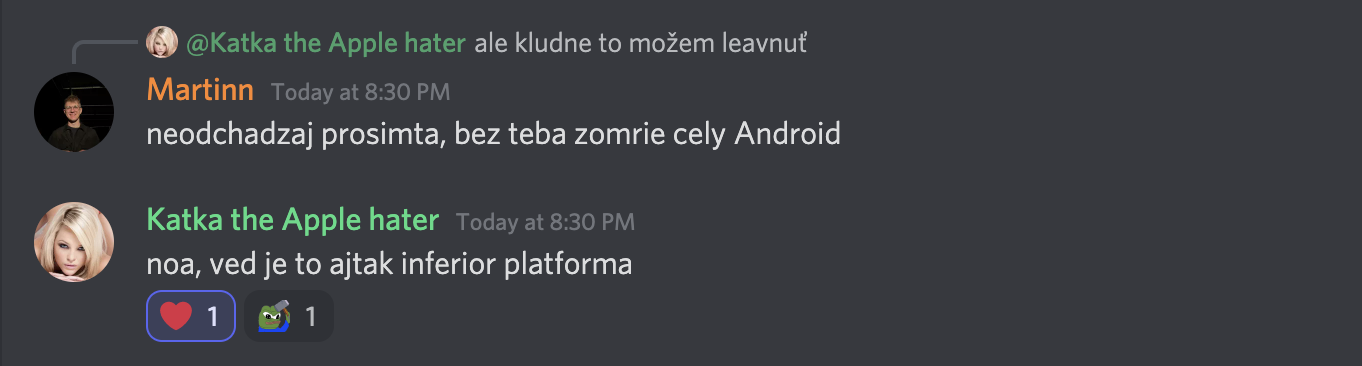 @Katka the Apple hater ale kludne to možem leavnuť
Martinn Today at 8:30 PM
neodchadzaj prosimta, bez teba zomrie cely Android
Katka the Apple hater Today at 8:30 PM
noa, ved je to ajtak inferior platforma
1 1